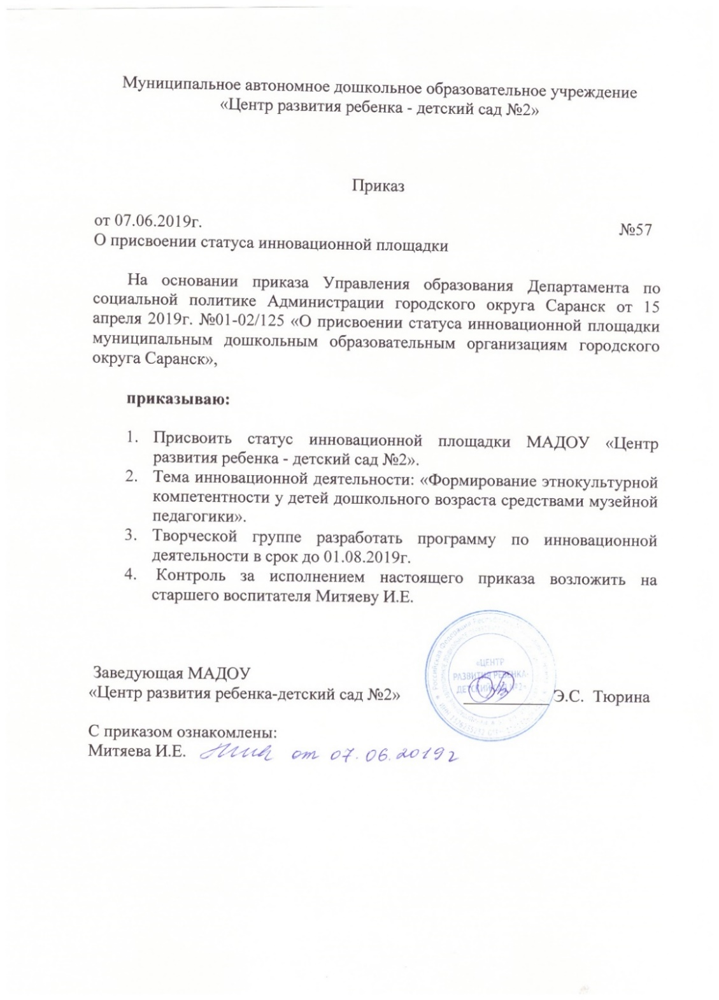 Муниципальное автономное дошкольное образовательное учреждение
«Центр развития ребенка - детский сад №2»
Приказ
от 07.06.2019г.
№57
О присвоении статуса инновационной площадки
На основании приказа Управления образования Департамента по
социальной политике Администрации городского округа Саранск от 15
апреля 2019г. №01-02/125 «О присвоении статуса инновационной площадки
муниципальным дошкольным образовательным организациям городского
округа Саранск»,
приказываю:
1. Присвоить статус инновационной площадки МАДОУ «Центр
развития ребенка - детский сад №2».
2. Тема инновационной деятельности: «Формирование этнокультурной
компетентности у детей дошкольного возраста средствами музейной
педагогики».
3. Творческой группе разработать программу по инновационной
деятельности в срок до 01.08.2019г.
4. Контроль за исполнением настоящего приказа возложить на
старшего воспитателя Митяеву И.Е.
«ЦЕНТР
РАЗВИТИЯ РЕБЕНКА-
ДЕТСКИЙ САД №2»
Российская Федерация
Заведующая МАДОУ
«Центр развития ребенка-детский сад №2» Э.С. Тюрина
С приказом ознакомлены:
Митяева И.Е. от 07.06.2019г